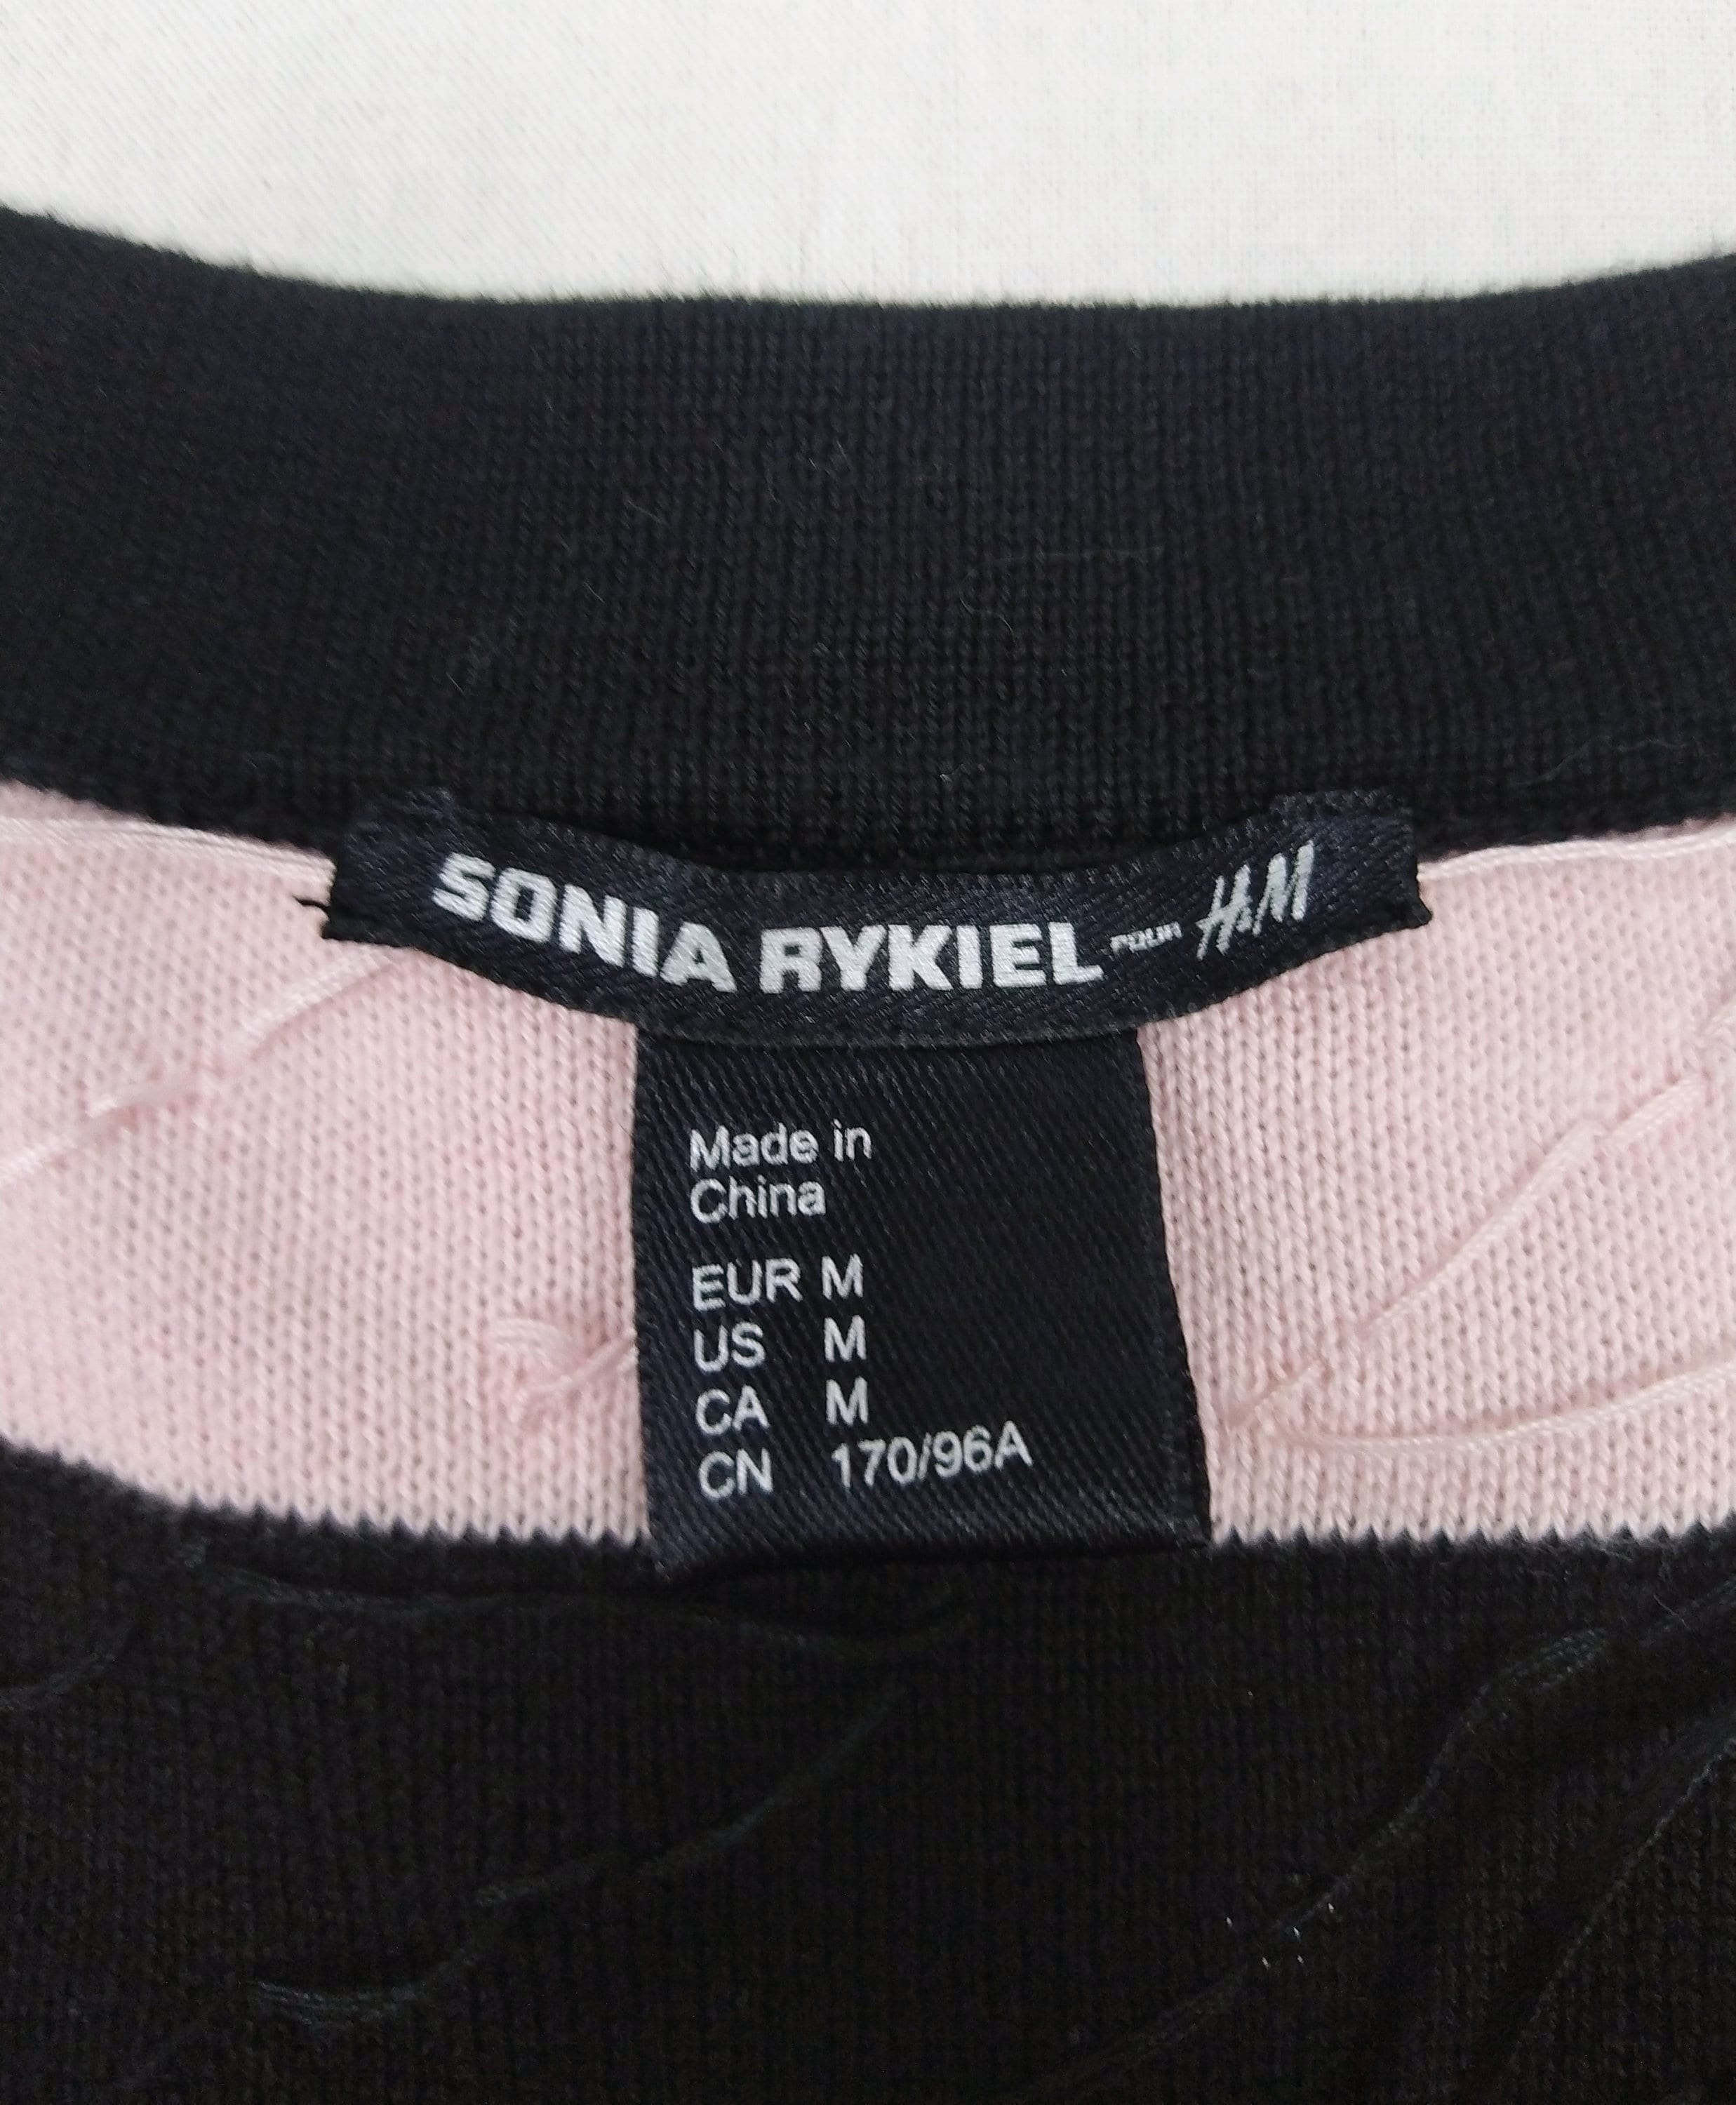 SONIA RYKIEL POUR H&M
Made in
China
EUR M
US M
CA M
CN 170/96A